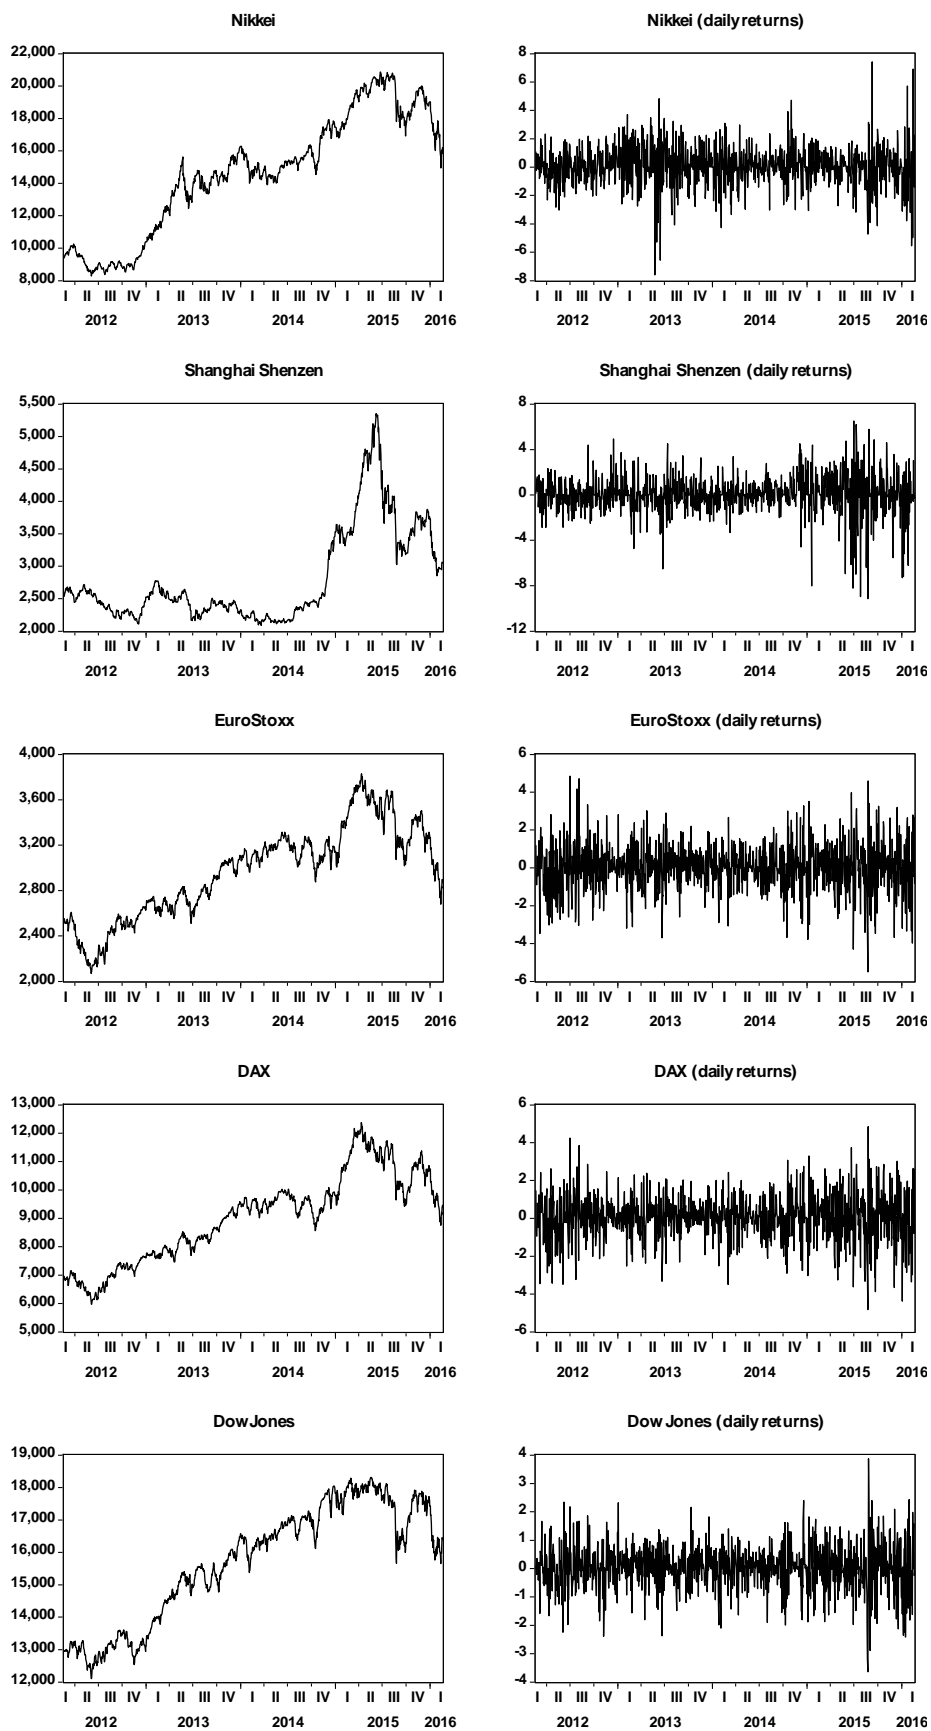 Nikkei
22,000
20,000
18,000
16,000
14,000
12,000
10,000
8,000
I II III IV I II III IV I II III IV I II III IV I
2012 2013 2014 2015 2016
Nikkei (daily returns)
8
6
4
2
0
-2
-4
-6
-8
I II III IV I II III IV I II III IV I II III IV I
2012 2013 2014 2015 2016
Shanghai Shenzen
5,500
5,000
4,500
4,000
3,500
3,000
2,500
2,000
I II III IV I II III IV I II III IV I II III IV I
2012 2013 2014 2015 2016
Shanghai Shenzen (daily returns)
8
4
0
-4
-8
-12
I II III IV I II III IV I II III IV I II III IV I
2012 2013 2014 2015 2016
EuroStoxx
4,000
3,600
3,200
2,800
2,400
2,000
I II III IV I II III IV I II III IV I II III IV I
2012 2013 2014 2015 2016
EuroStoxx (daily returns)
6
4
2
0
-2
-4
-6
I II III IV I II III IV I II III IV I II III IV I
2012 2013 2014 2015 2016
DAX
13,000
12,000
11,000
10,000
9,000
8,000
7,000
6,000
5,000
I II III IV I II III IV I II III IV I II III IV I
2012 2013 2014 2015 2016
DAX (daily returns)
6
4
2
0
-2
-4
-6
I II III IV I II III IV I II III IV I II III IV I
2012 2013 2014 2015 2016
DowJones
19,000
18,000
17,000
16,000
15,000
14,000
13,000
12,000
I II III IV I II III IV I II III IV I II III IV I
2012 2013 2014 2015 2016
Dow Jones (daily returns)
4
3
2
1
0
-1
-2
-3
-4
I II III IV I II III IV I II III IV I II III IV I
2012 2013 2014 2015 2016